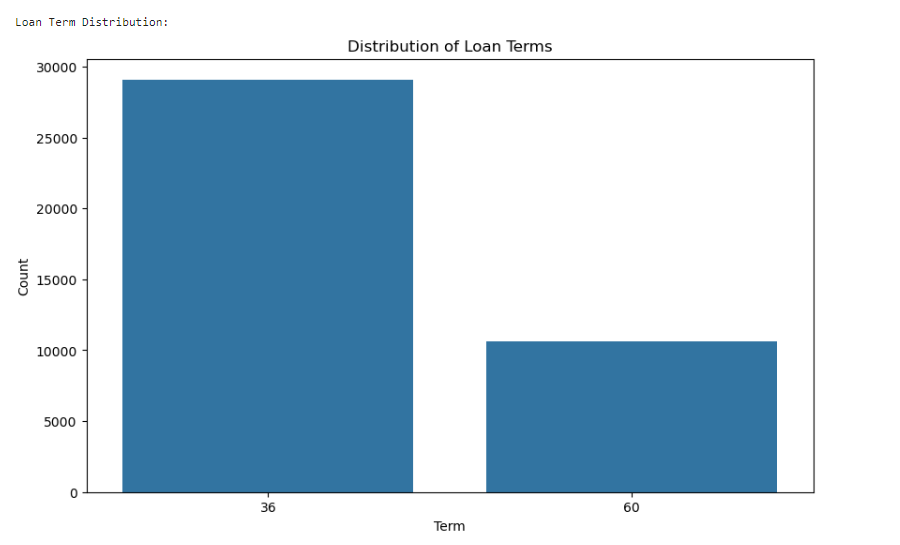 Loan Term Distribution:
Distribution of Loan Terms
30000
25000
20000
15000
10000
5000
0
Count
36
60
Term